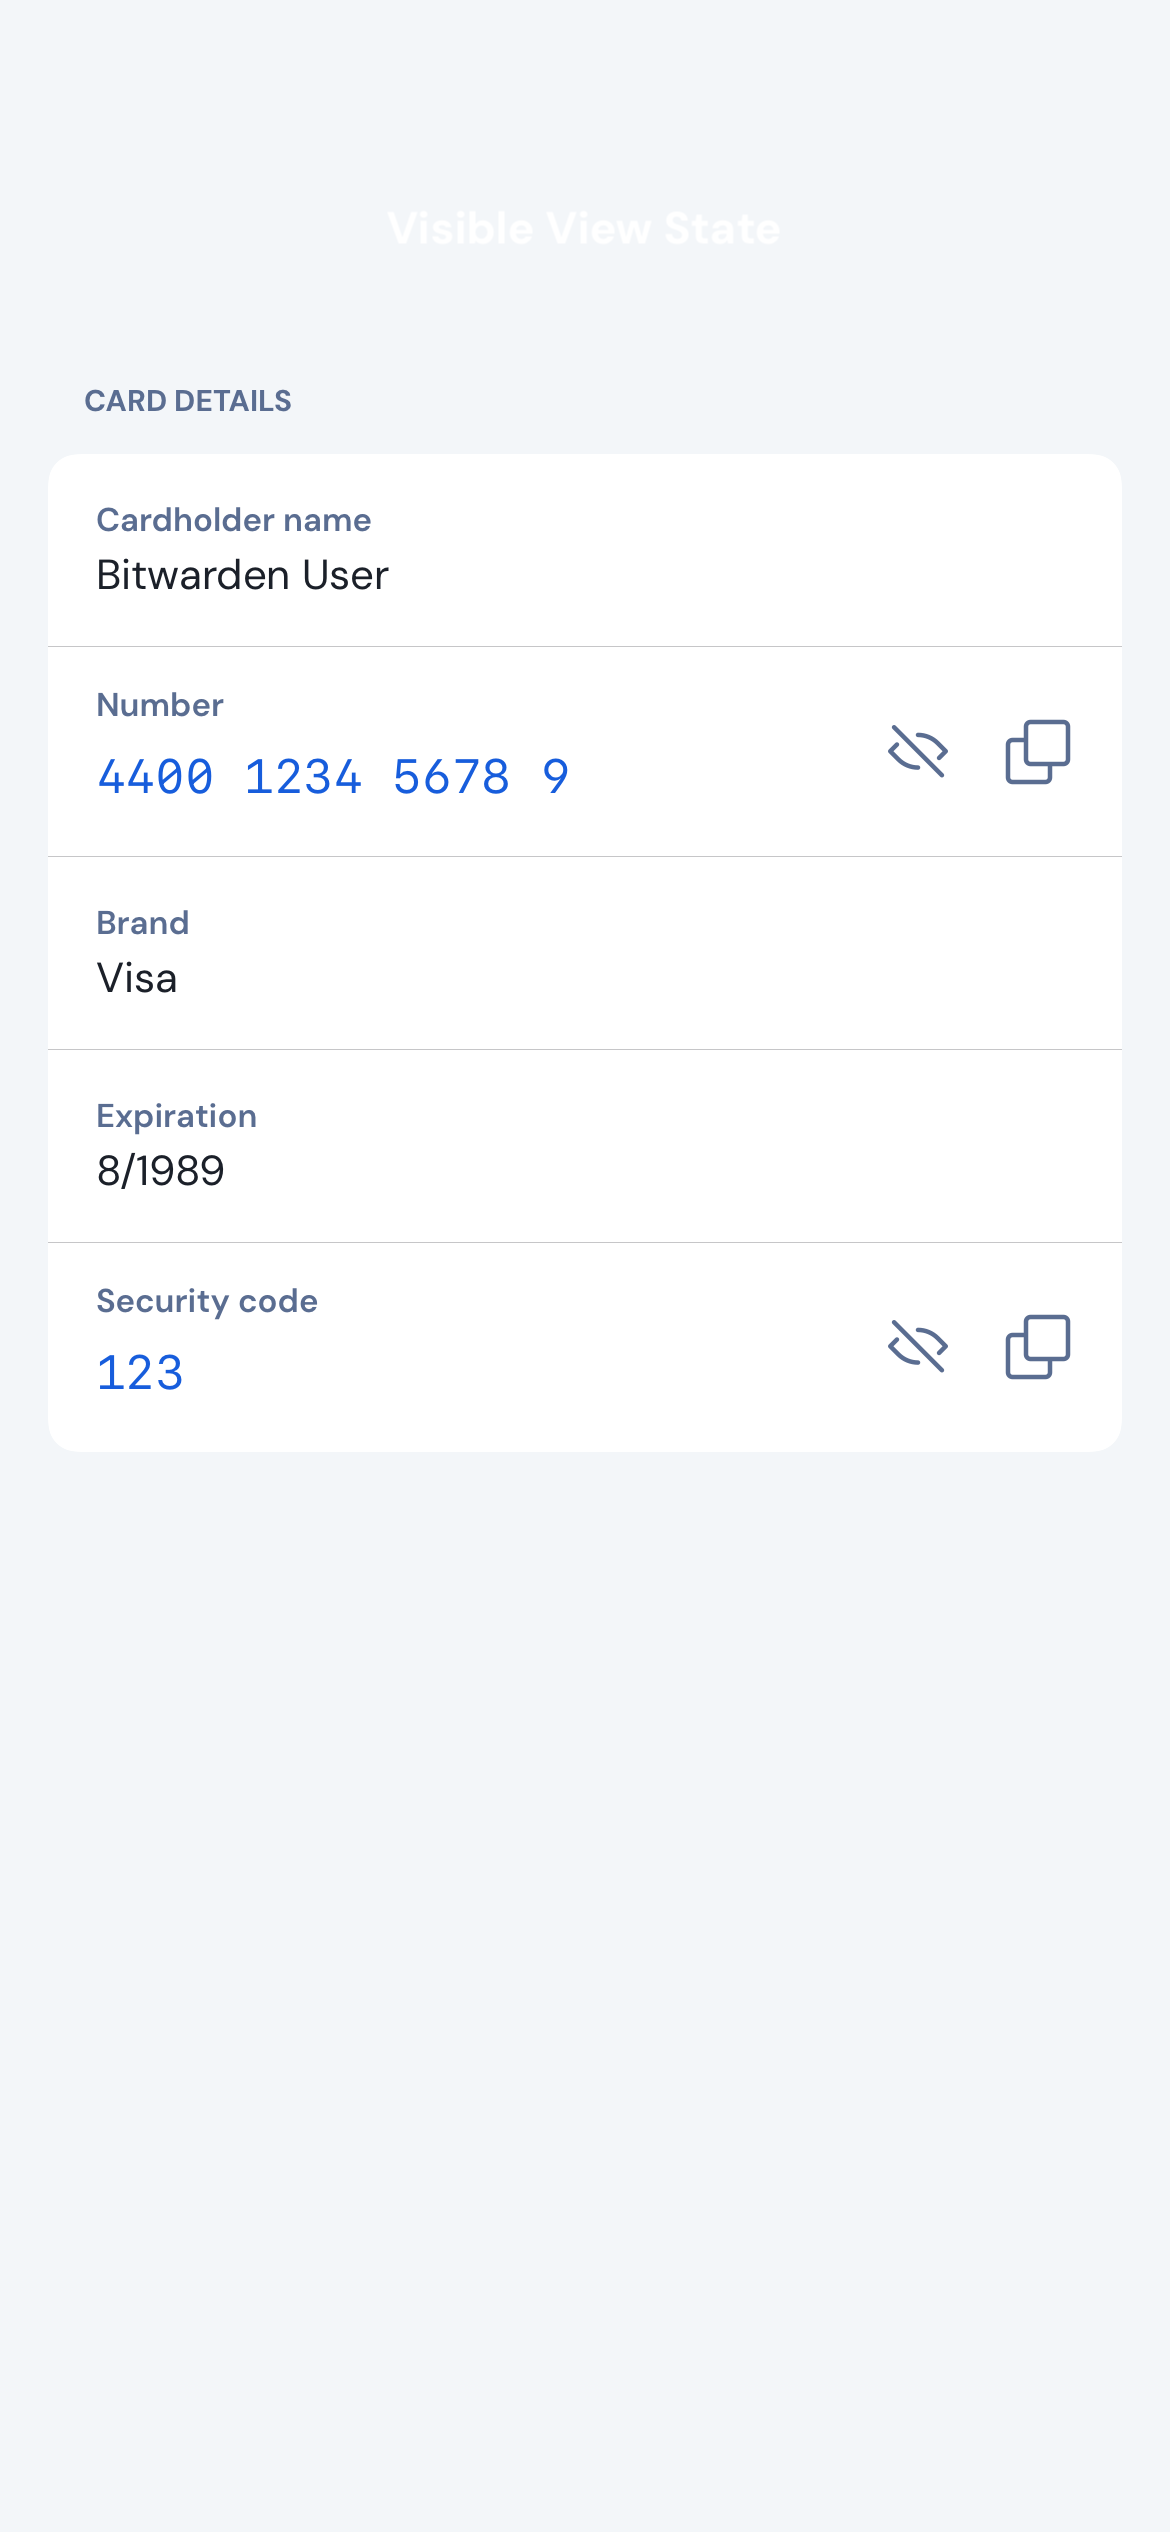 Visible View State
CARD DETAILS
Cardholder name
Bitwarden User
Number
4400 1234 5678 9
Brand
Visa
Expiration
8/1989
Security code
123